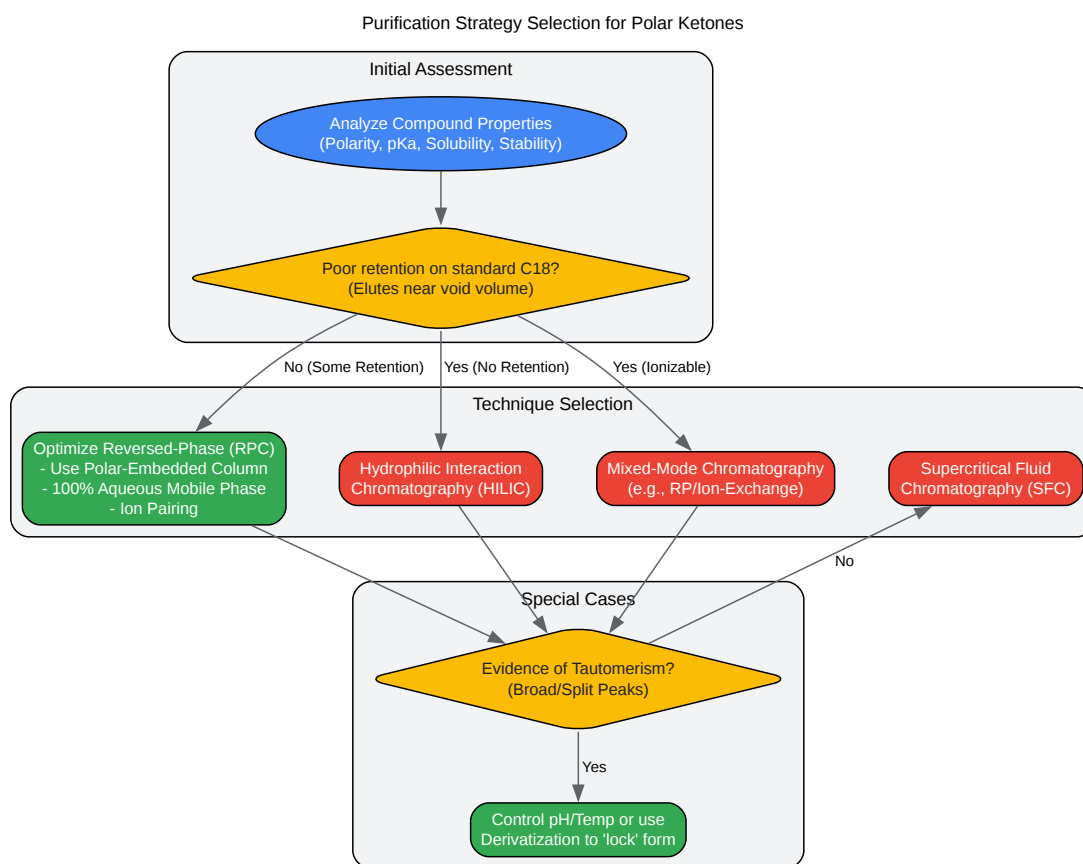 Purification Strategy Selection for Polar Ketones
Initial Assessment
Analyze Compound Properties
(Polarity, pKa, Solubility, Stability)
Poor retention on standard C18?
(Elutes near void volume)
No (Some Retention)
Yes (No Retention)
Yes (Ionizable)
Technique Selection
Optimize Reversed-Phase (RPC)
- Use Polar-Embedded Column
- 100% Aqueous Mobile Phase
- Ion Pairing
Hydrophilic Interaction
Chromatography (HILIC)
Mixed-Mode Chromatography
(e.g., RP/Ion-Exchange)
Supercritical Fluid
Chromatography (SFC)
No
Special Cases
Evidence of Tautomerism?
(Broad/Split Peaks)
Yes
Control pH/Temp or use
Derivatization to 'lock' form